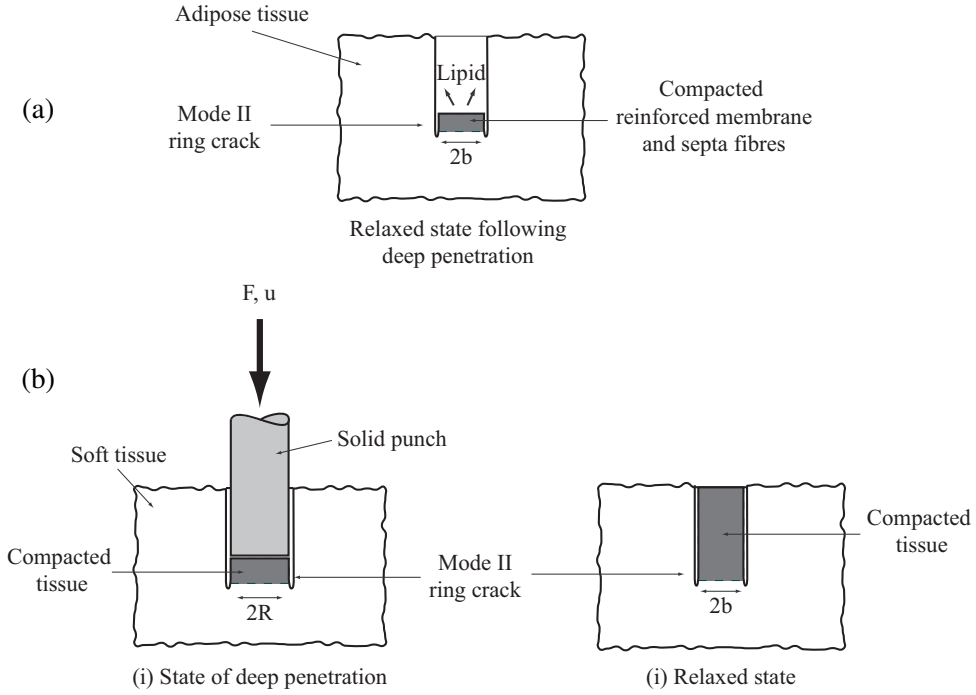 Adipose tissue
(a)
Lipid
Mode II
ring crack
2b
Compacted
reinforced membrane
and septa fibres
Relaxed state following
deep penetration
F, u
(b)
Solid punch
Soft tissue
Compacted
tissue
2R
Mode II
ring crack
Compacted
tissue
2b
(i) State of deep penetration
(i) Relaxed state